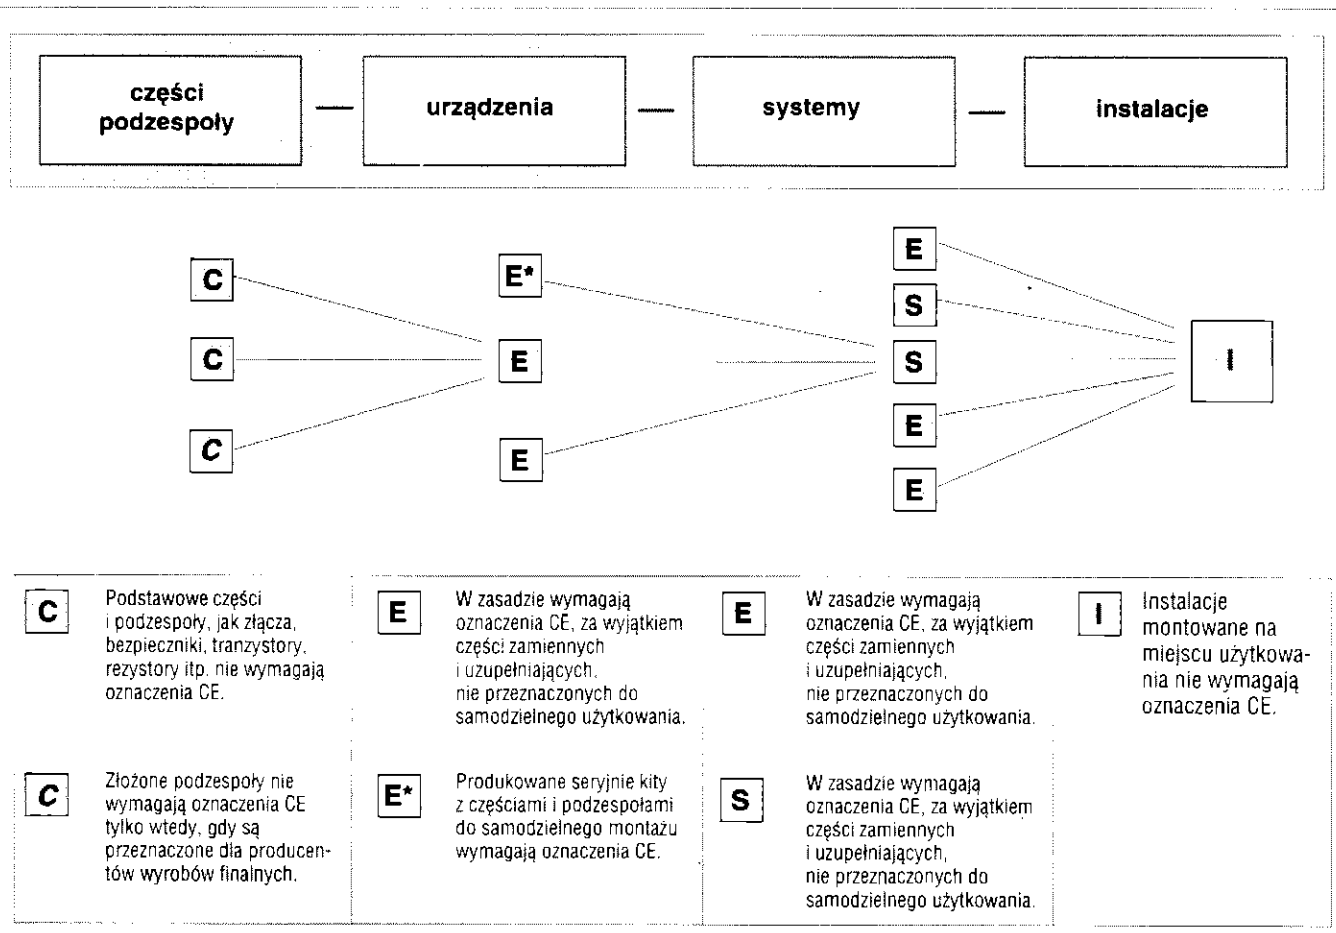 części
podzespoły
urządzenia
systemy
instalacje
C
C
C
E*
E
E
E
S
S
E
E
I
C
Podstawowe części
i podzespoły, jak złącza,
bezpieczniki, tranzystory,
rezystory itp. nie wymagają
oznaczenia CE.
C
Złożone podzespoły nie
wymagają oznaczenia CE
tylko wtedy, gdy są
przeznaczone dla producen-
tów wyrobów finalnych.
E
W zasadzie wymagają
oznaczenia CE, za wyjątkiem
części zamiennych
i uzupełniających,
nie przeznaczonych do
samodzielnego użytkowania.
E*
Produkowane seryjnie kity
z częściami i podzespołami
do samodzielnego montażu
wymagają oznaczenia CE.
E
W zasadzie wymagają
oznaczenia CE, za wyjątkiem
części zamiennych
i uzupełniających,
nie przeznaczonych do
samodzielnego użytkowania.
S
W zasadzie wymagają
oznaczenia CE, za wyjątkiem
części zamiennych
i uzupełniających,
nie przeznaczonych do
samodzielnego użytkowania.
I
Instalacje
montowane na
miejscu użytkowa-
nia nie wymagają
oznaczenia CE.